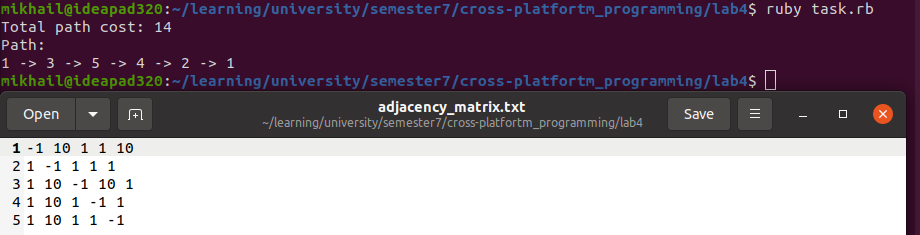 mikhail@ideapad320:~/learning/university/semester7/cross-platfortm_programming/lab4$ ruby task.rb
Total path cost: 14
Path:
1 -> 3 -> 5 -> 4 -> 2 -> 1
mikhail@ideapad320:~/learning/university/semester7/cross-platfortm_programming/lab4$
Open adjacency_matrix.txt Save
~/learning/university/semester7/cross-platfortm_programming/lab4
1 -1 10 1 1 10
2 1 -1 1 1 1
3 1 10 -1 10 1
4 1 10 1 -1 1
5 1 10 1 1 -1